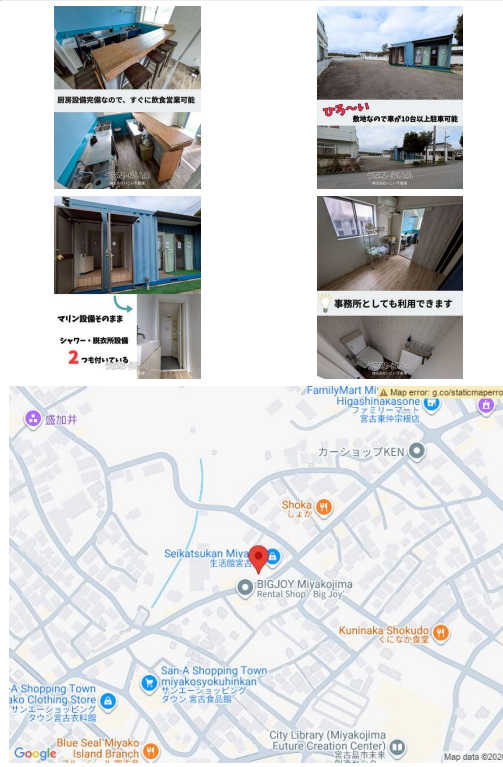 厨房設備完備なので、すぐに飲食営業可能
ひろ〜い
敷地なので車が10台以上駐車可能
マリン設備そのまま
シャワー・脱衣所設備
2つも付いている
事務所としても利用できます
FamilyMart
Higashinakasone
ファミリーマート
宮古東仲宗根店
Map error: g.co/staticmaperro
盛加井
カーショップKEN
Shoka
しょか
Seikatsukan Miya
生活館宮古
BIGJOY Miyakojima
Rental Shop "Big Joy"
Kuninaka Shokudo
くになか食堂
San-A Shopping Town
miyakosyokuhinkan
サンエーショッピング
タウン 宮古食品館
-A Shopping Town
ako Clothing Store
サンエーショッピング
タウン宮古衣料館
Blue Seal Miyako
Island Branch
City Library (Miyakojima
Future Creation Center)
宮古島市未来
Google
Map data ©202